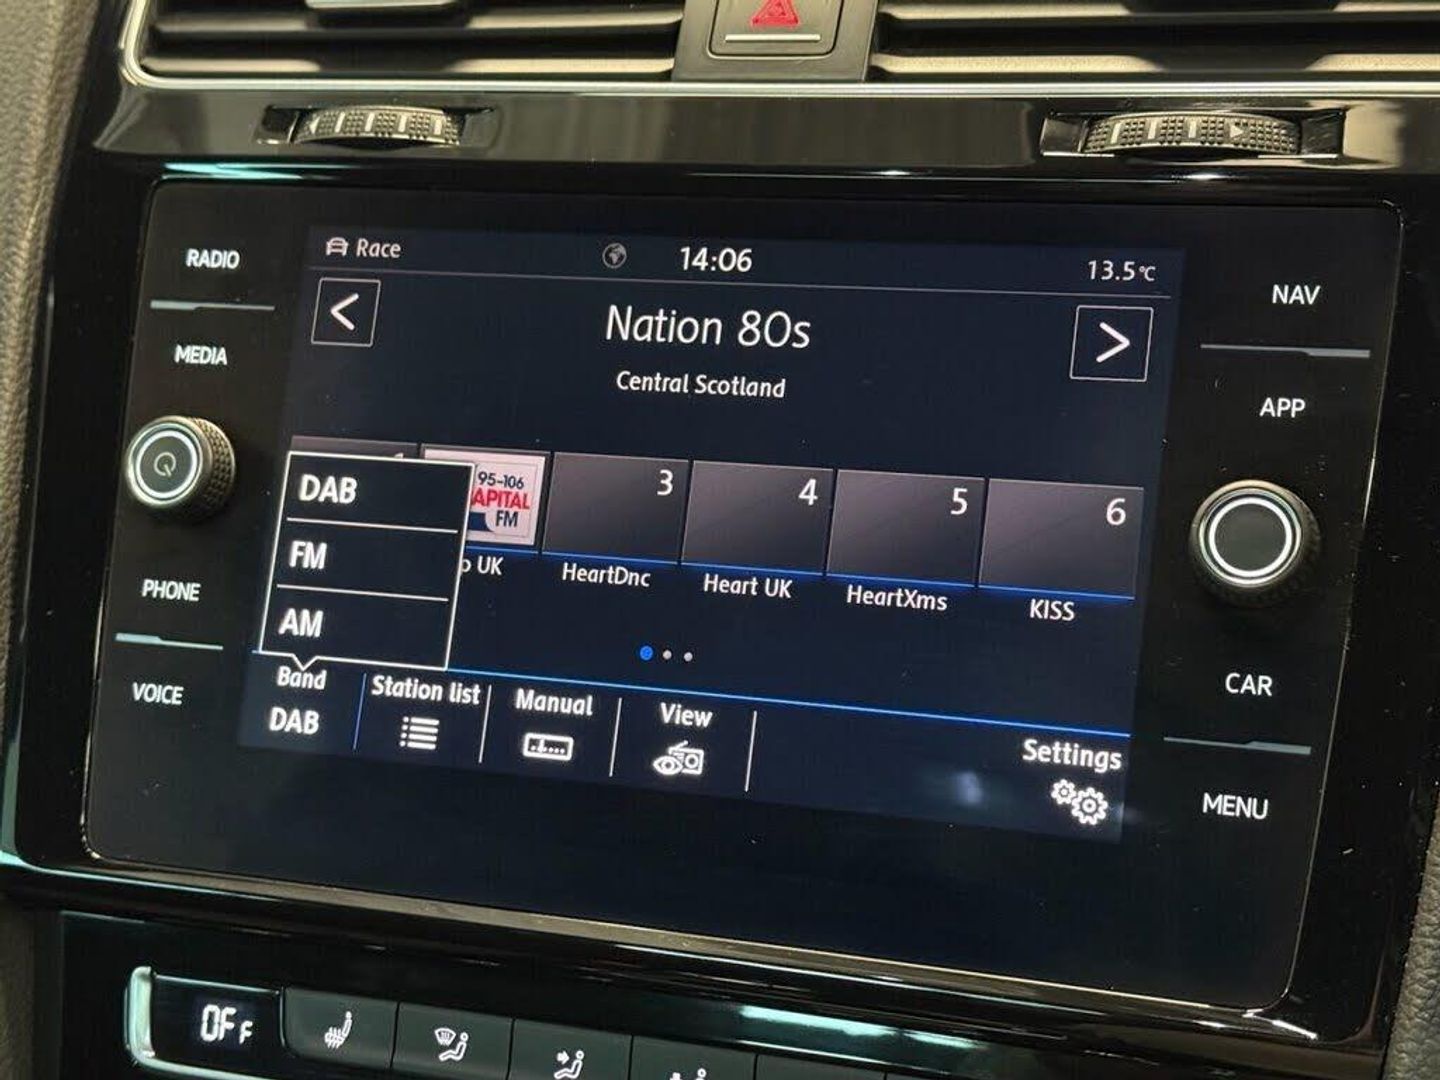 RADIO
MEDIA
PHONE
VOICE
Race
14:06
13.5°C
<
Nation 80s
>
Central Scotland
DAB
FM
AM
95-106
APITAL
FM
3
4
5
6
UK
HeartDnc
Heart UK
HeartXms
KISS
Band
DAB
Station list
Manual
View
Settings
NAV
APP
CAR
MENU
OFF